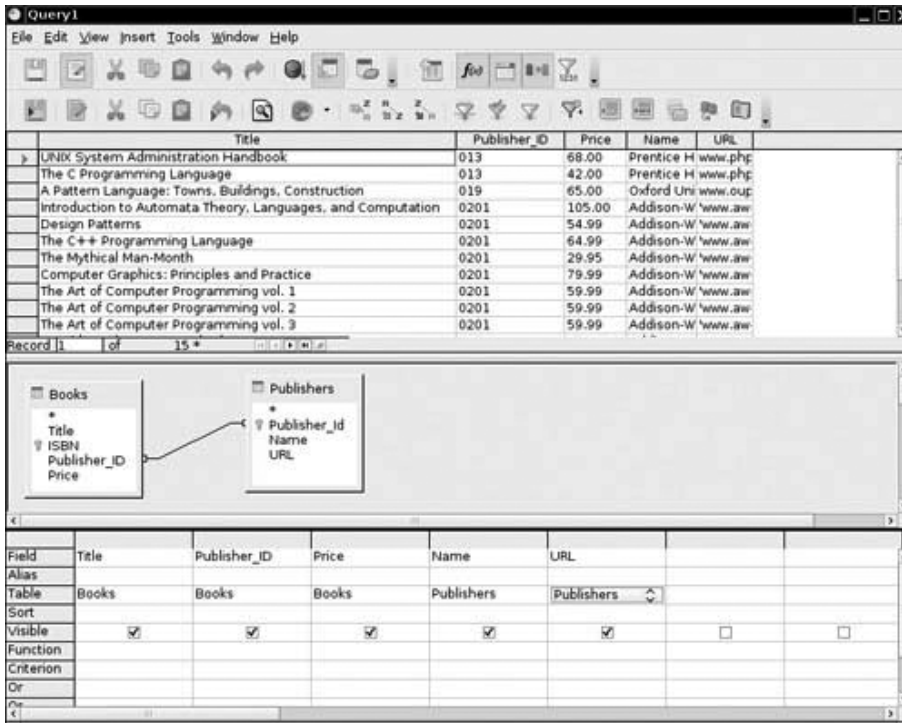 Query1
File Edit View Insert Tools Window Help
Title Publisher_ID Price Name URL
UNIX System Administration Handbook 013 68.00 Prentice H www.php
The C Programming Language 013 42.00 Prentice H www.php
A Pattern Language: Towns, Buildings, Construction 019 65.00 Oxford Uni www.oup
Introduction to Automata Theory, Languages, and Computation 0201 105.00 Addison-W 'www.aw
Design Patterns 0201 54.99 Addison-W 'www.aw
The C++ Programming Language 0201 64.99 Addison-W 'www.aw
The Mythical Man-Month 0201 29.95 Addison-W 'www.aw
Computer Graphics: Principles and Practice 0201 79.99 Addison-W 'www.aw
The Art of Computer Programming vol. 1 0201 59.99 Addison-W 'www.aw
The Art of Computer Programming vol. 2 0201 59.99 Addison-W 'www.aw
The Art of Computer Programming vol. 3 0201 59.99 Addison-W 'www.aw
Record 1 of 15 *
Books
*
Title
ISBN
Publisher_ID
Price
Publishers
*
Publisher_Id
Name
URL
Field Title Publisher_ID Price Name URL
Alias
Table Books Books Books Publishers Publishers
Sort
Visible
Function
Criterion
Or
Or